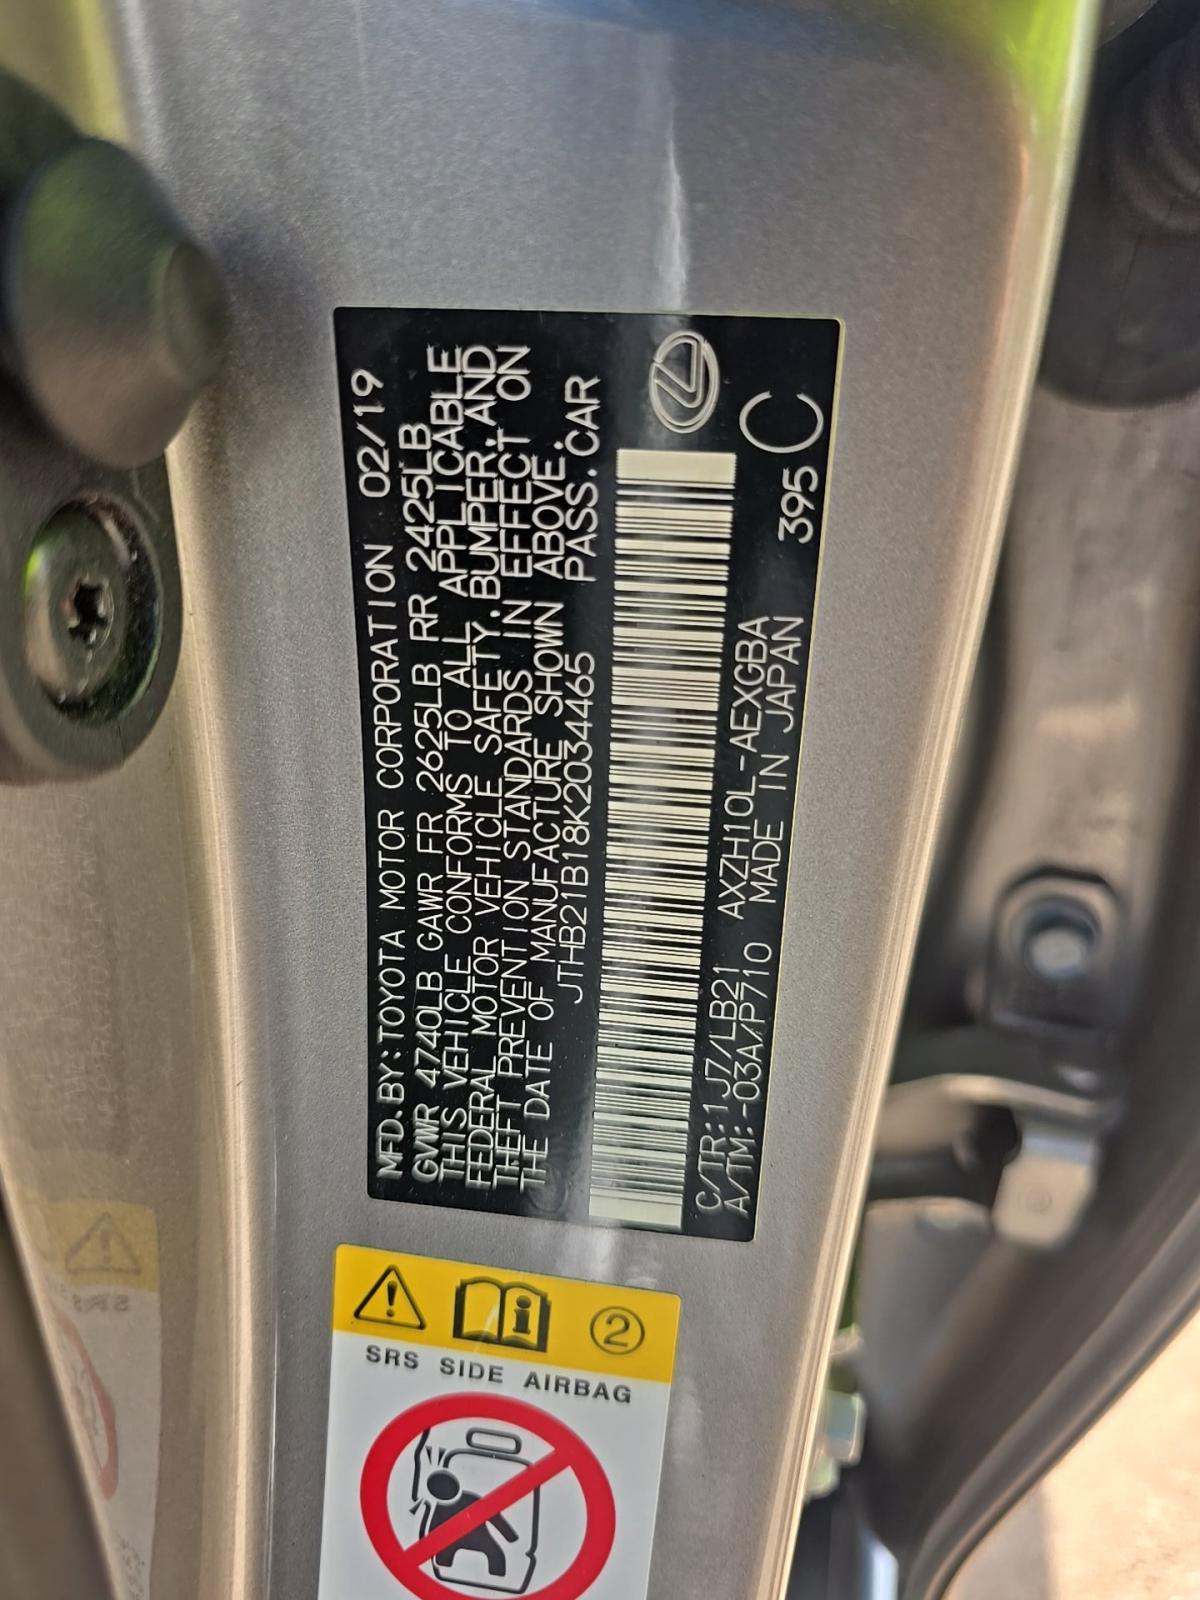 MFD.BY:TOYOTA MOTOR CORPORATION 02/19
GVWR 4740LB GAWR FR 2625LB RR 2425LB
THIS VEHICLE CONFORMS TO ALL APPLICABLE
FEDERAL MOTOR VEHICLE SAFETY,BUMPER,AND
THEFT PREVENTION STANDARDS IN EFFECT ON
THE DATE OF MANUFACTURE SHOWN ABOVE.
JTHB21B18K2034465 PASS.CAR
C/TR:1J7/LB21 AXZH10L-AEXGBA 395 C
A/TM:-03A/P710 MADE IN JAPAN
2
SRS SIDE AIRBAG